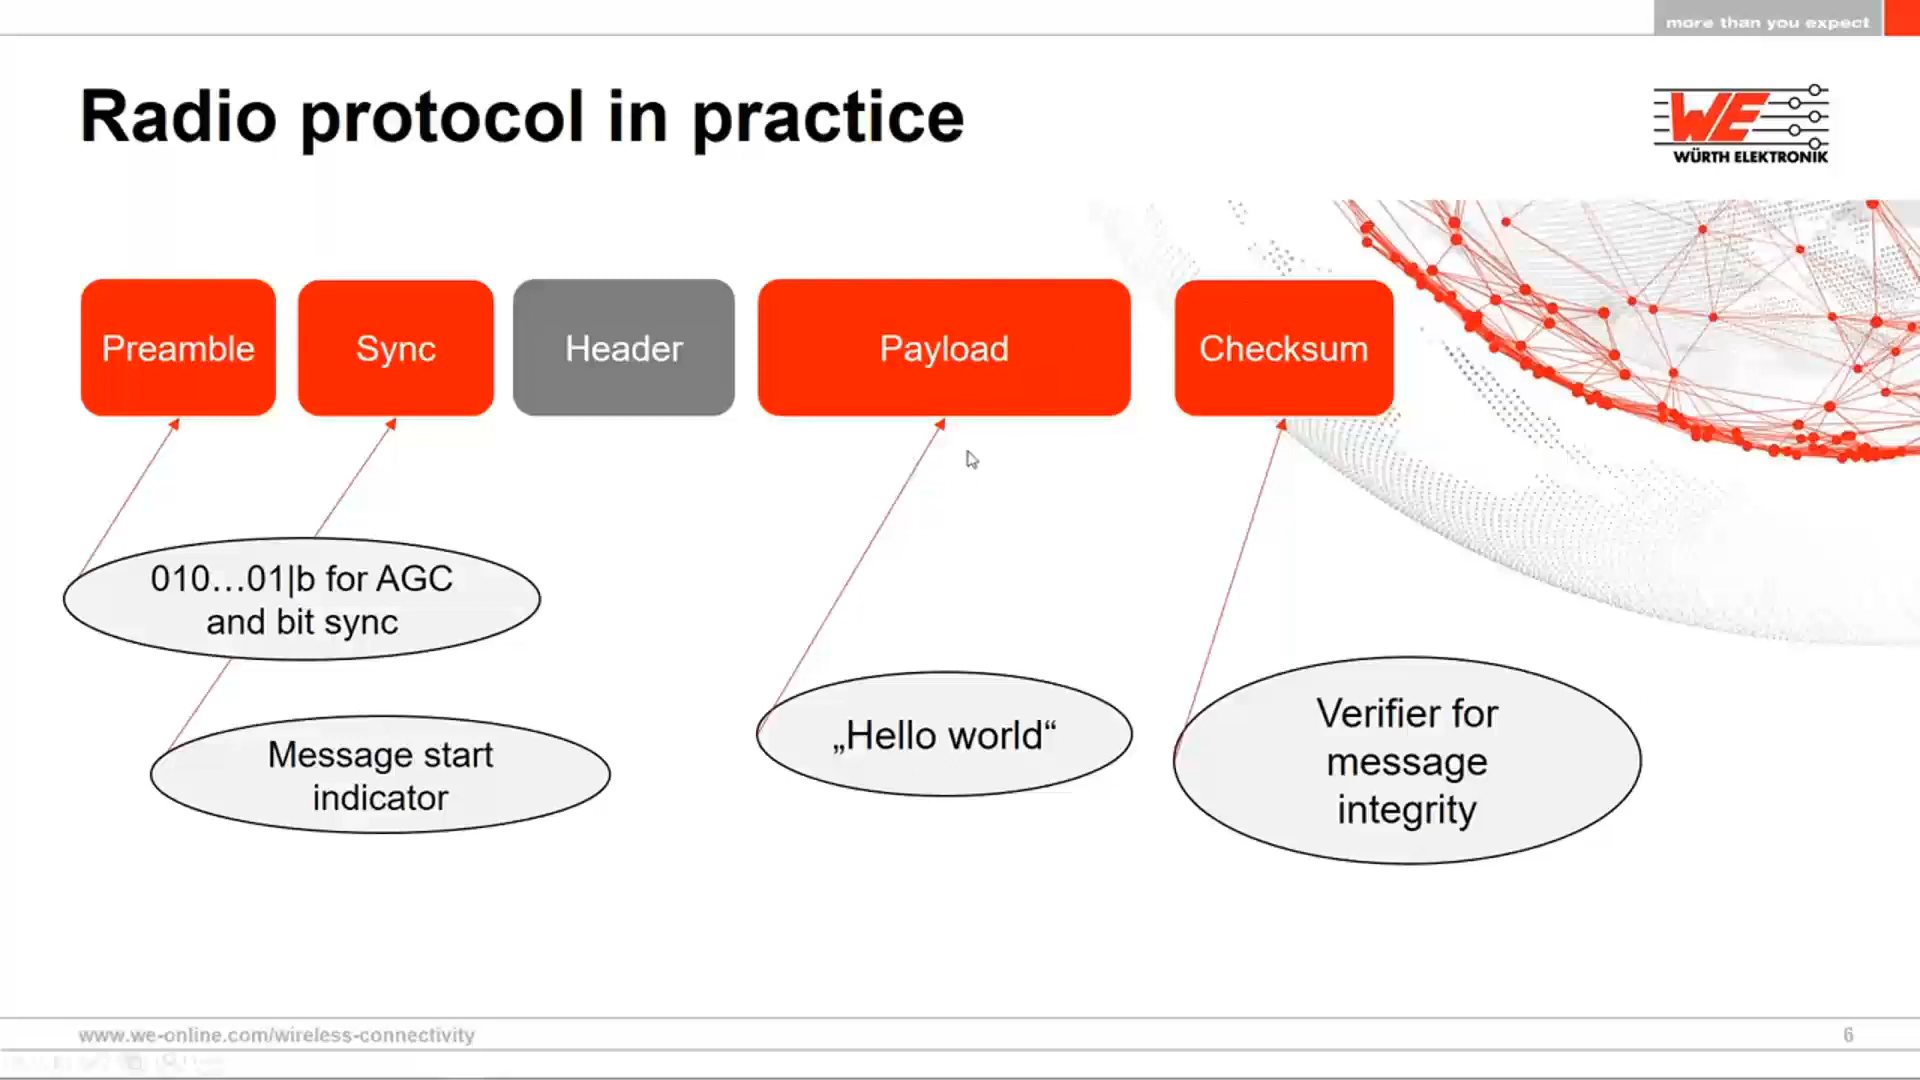 more than you expect
Radio protocol in practice
WE
WÜRTH ELEKTRONIK
Preamble
Sync
Header
Payload
Checksum
010…01|b for AGC
and bit sync
Message start
indicator
„Hello world“
Verifier for
message
integrity
www.we-online.com/wireless-connectivity
6